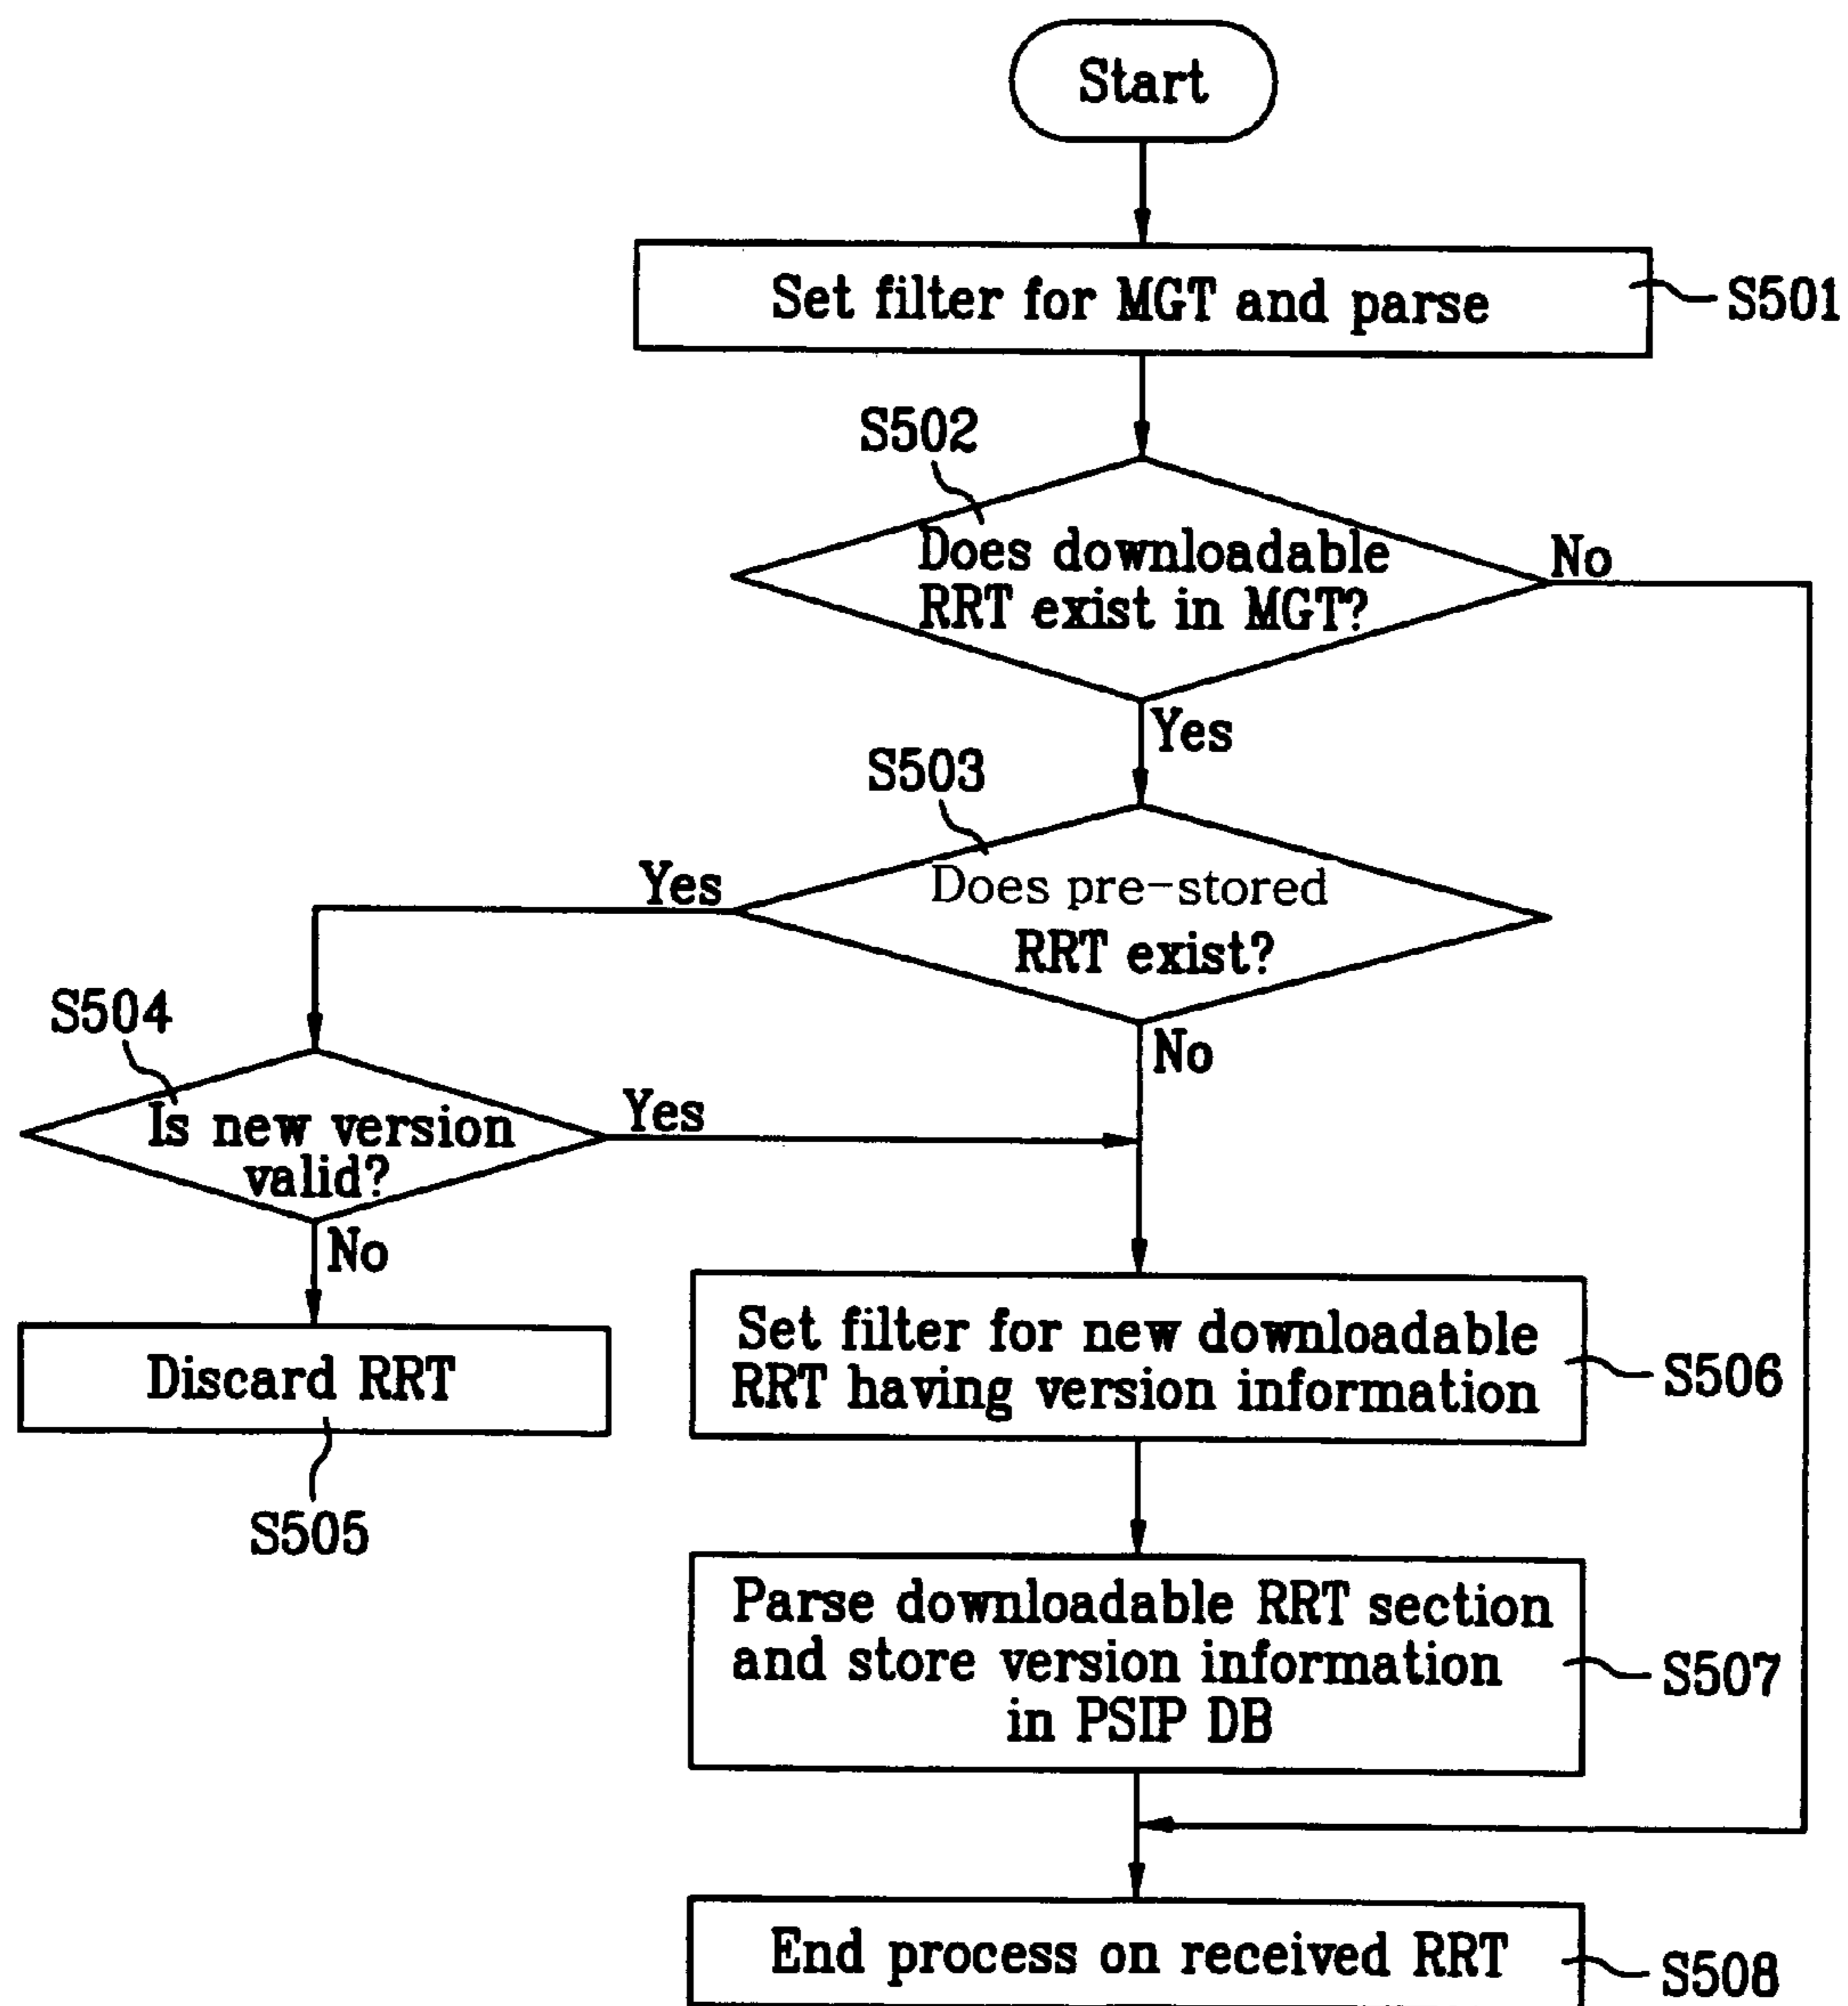 Start
Set filter for MGT and parse
S501
S502
Does downloadable
RRT exist in MGT?
No
Yes
S503
Does pre-stored
RRT exist?
Yes
No
S504
Is new version
valid?
Yes
No
Discard RRT
S505
Set filter for new downloadable
RRT having version information
S506
Parse downloadable RRT section
and store version information
in PSIP DB
S507
End process on received RRT
S508